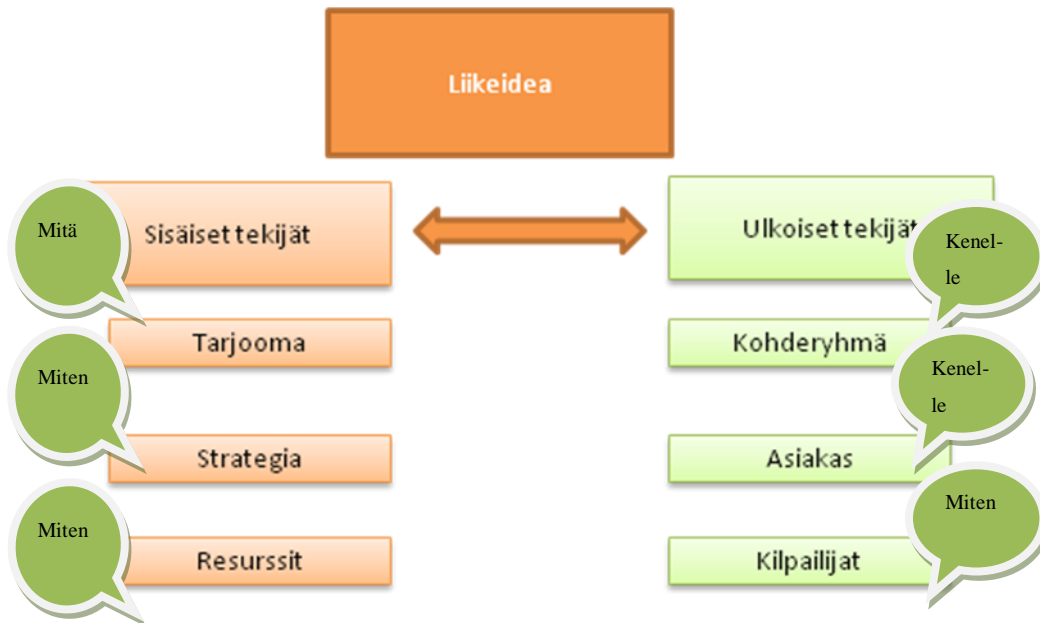 Liikeidea
Mitä
Sisäiset tekijät
Ulkoiset tekijät
Kenel-
le
Tarjooma
Kohderyhmä
Miten
Kenel-
le
Strategia
Asiakas
Miten
Miten
Resurssit
Kilpailijat